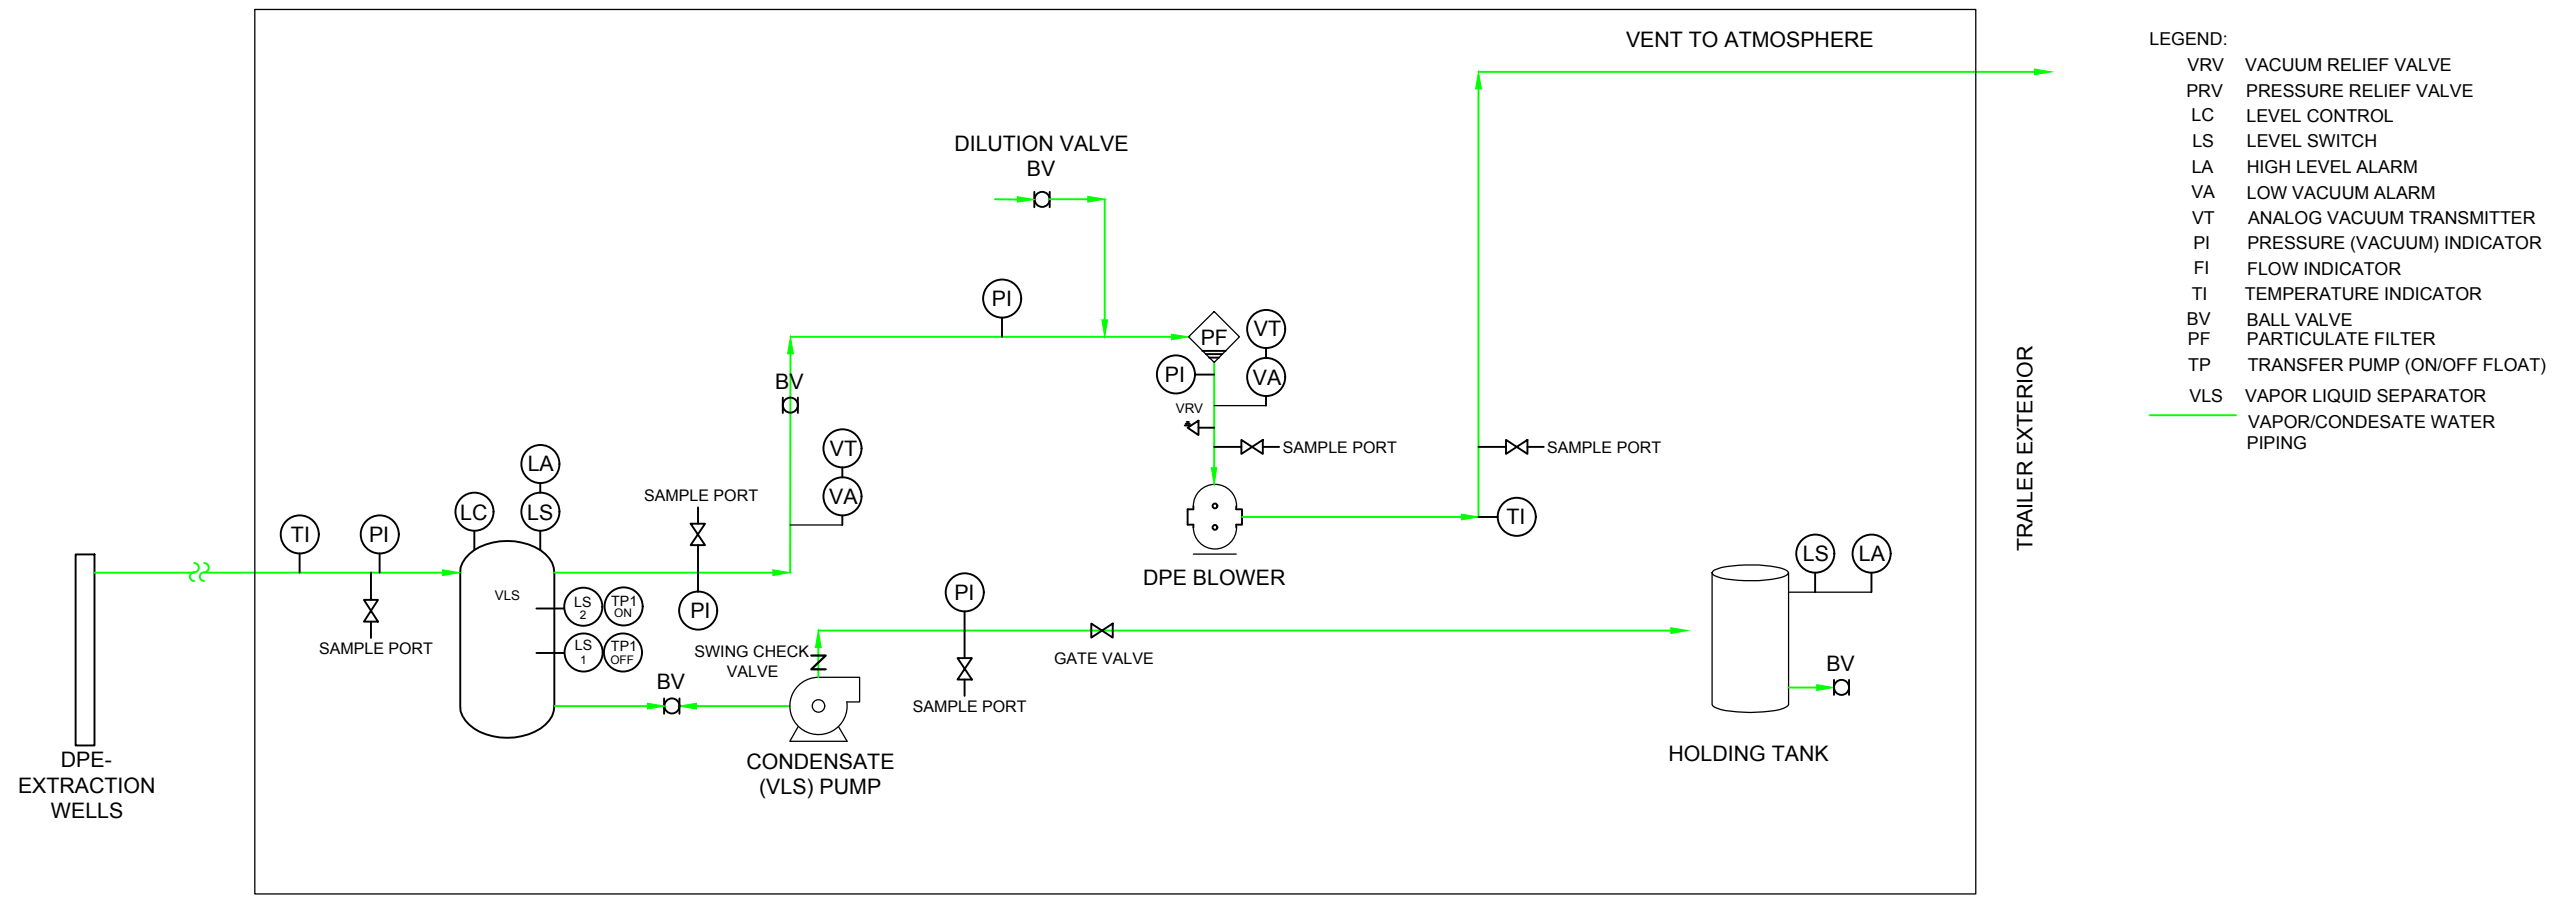 VENT TO ATMOSPHERE
DILUTION VALVE
BV
PI
PF
VT
PI
VA
VRV
SAMPLE PORT
SAMPLE PORT
BV
VT
VA
SAMPLE PORT
LA
LC
LS
TI
PI
SAMPLE PORT
VLS
LS
2
TP1
ON
LS
1
TP1
OFF
PI
BV
SWING CHECK
VALVE
PI
SAMPLE PORT
GATE VALVE
DPE BLOWER
TI
LS
LA
BV
HOLDING TANK
CONDENSATE
(VLS) PUMP
DPE-
EXTRACTION
WELLS
TRAILER EXTERIOR
LEGEND:
VRV VACUUM RELIEF VALVE
PRV PRESSURE RELIEF VALVE
LC LEVEL CONTROL
LS LEVEL SWITCH
LA HIGH LEVEL ALARM
VA LOW VACUUM ALARM
VT ANALOG VACUUM TRANSMITTER
PI PRESSURE (VACUUM) INDICATOR
FI FLOW INDICATOR
TI TEMPERATURE INDICATOR
BV BALL VALVE
PF PARTICULATE FILTER
TP TRANSFER PUMP (ON/OFF FLOAT)
VLS VAPOR LIQUID SEPARATOR
VAPOR/CONDESATE WATER
PIPING